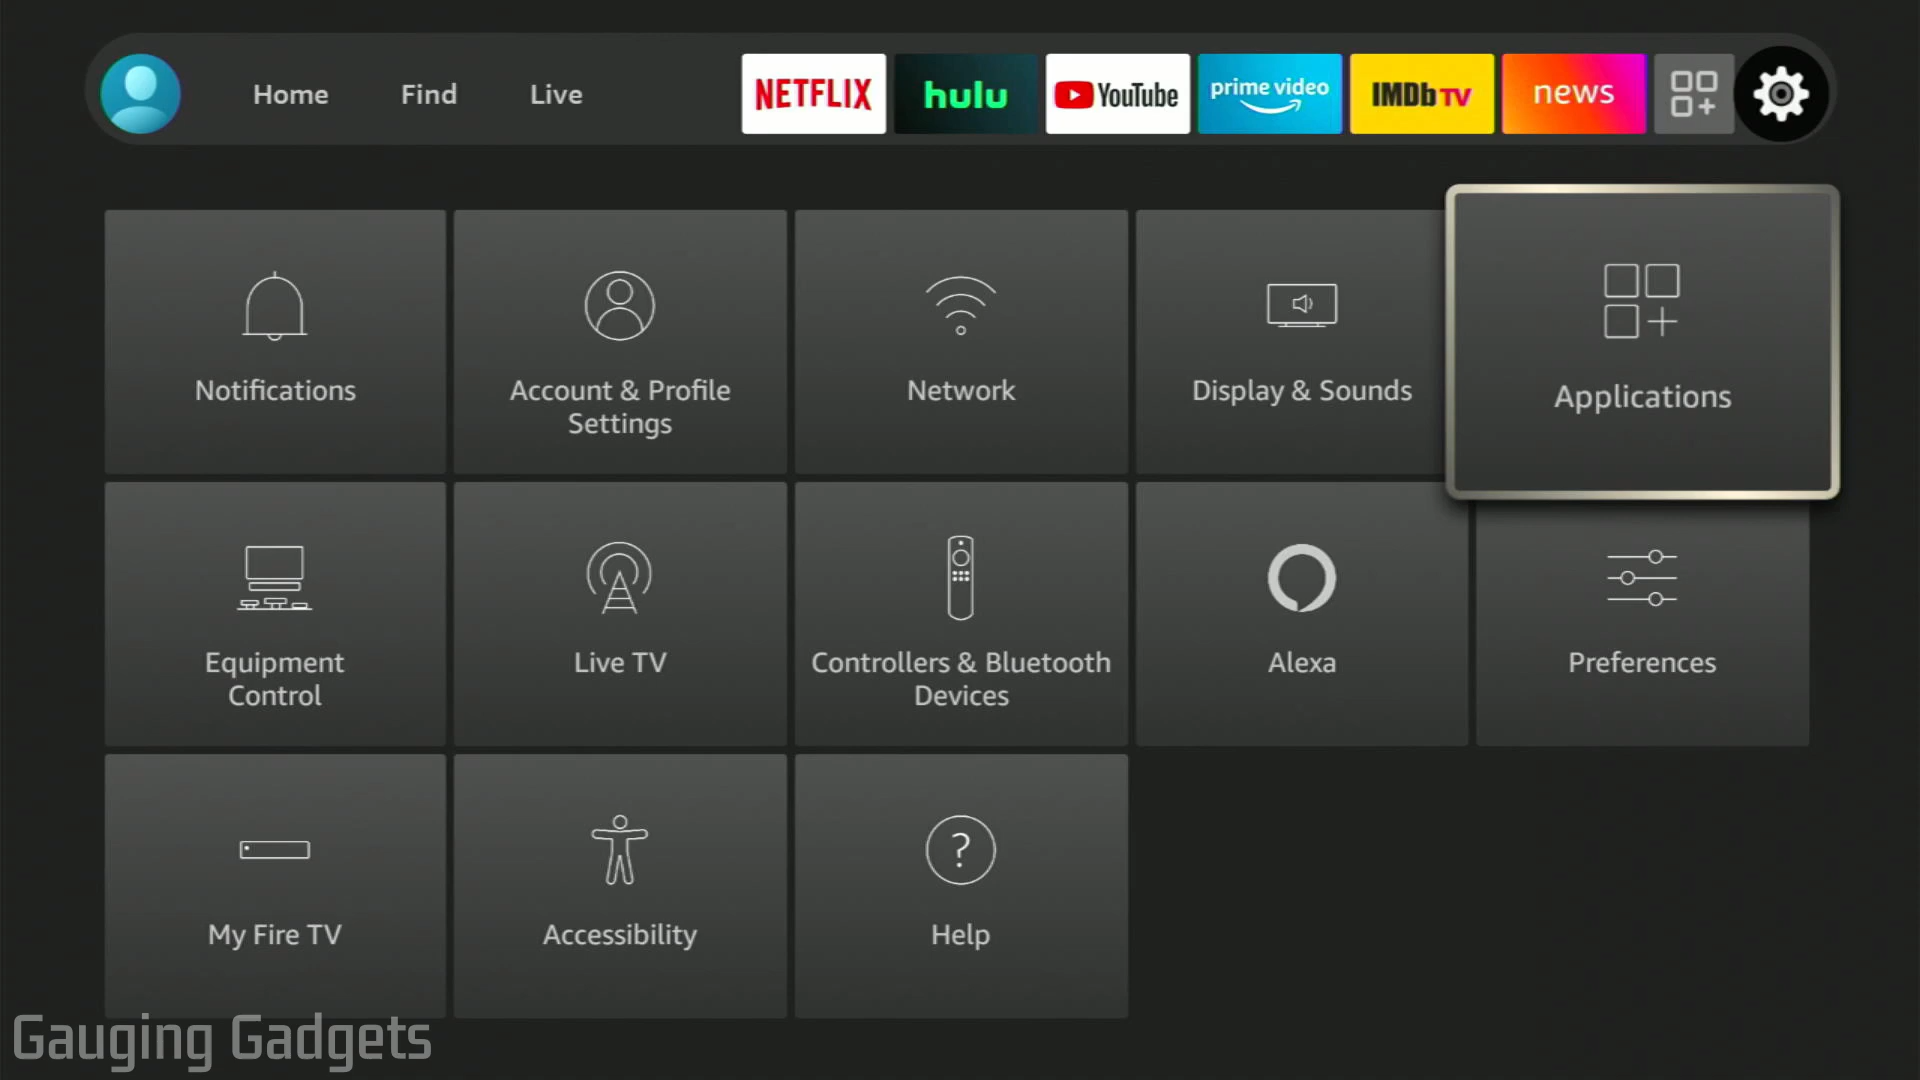 Home Find Live NETFLIX hulu YouTube prime video IMDb TV news
Notifications
Account & Profile
Settings
Network
Display & Sounds
Applications
Equipment
Control
Live TV
Controllers & Bluetooth
Devices
Alexa
Preferences
My Fire TV
Accessibility
?
Help
Gauging Gadgets